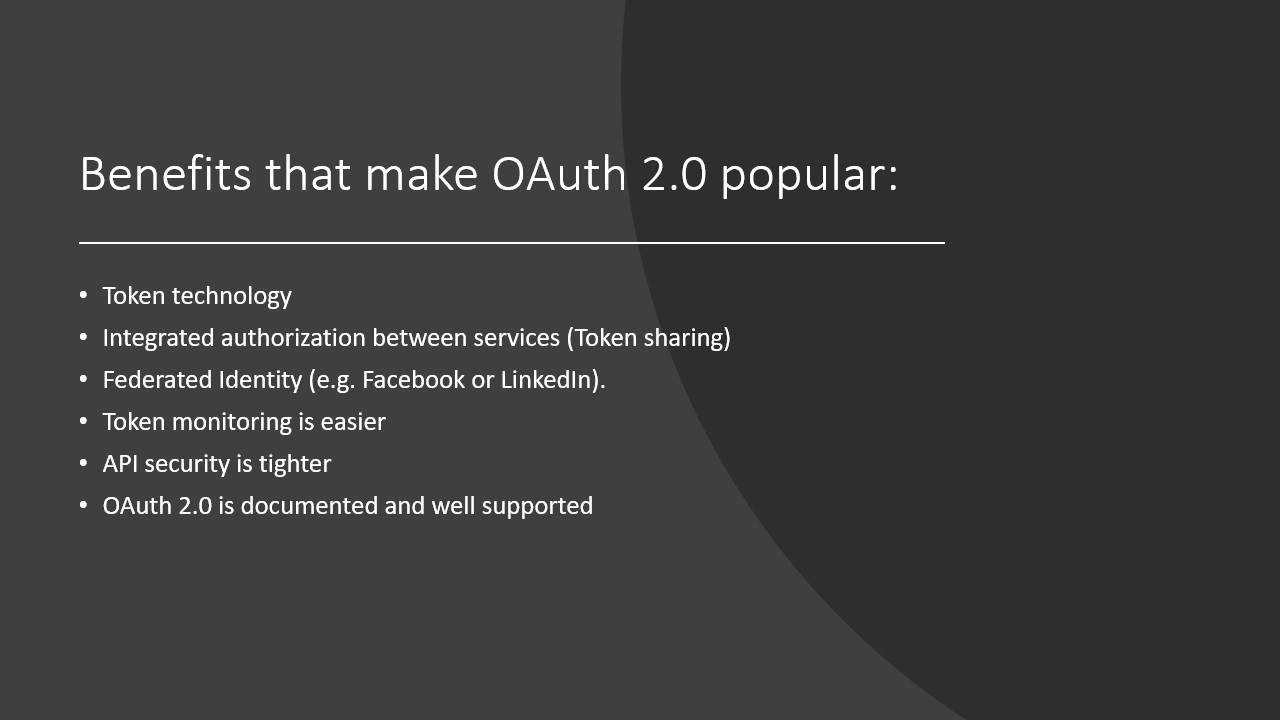 Benefits that make OAuth 2.0 popular:
• Token technology
• Integrated authorization between services (Token sharing)
• Federated Identity (e.g. Facebook or LinkedIn).
• Token monitoring is easier
• API security is tighter
• OAuth 2.0 is documented and well supported